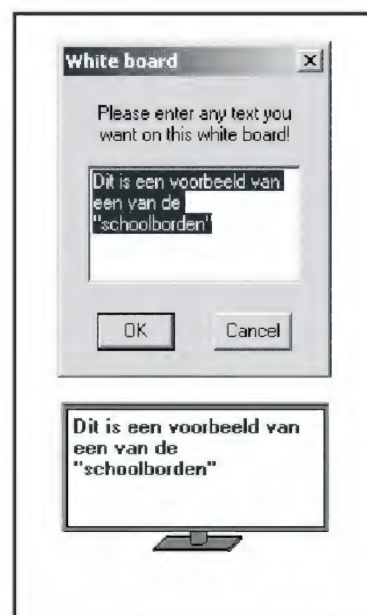 White board
Please enter any text you
want on this white board!
Dit is een voorbeeld van
een van de
"schoolborden"
OK
Cancel
Dit is een voorbeeld van
een van de
"schoolborden"